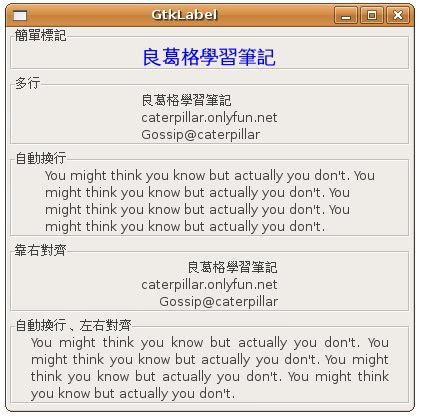 GtkLabel
簡單標記
良葛格學習筆記
多行
良葛格學習筆記
caterpillar.onlyfun.net
Gossip@caterpillar
自動換行
You might think you know but actually you don't. You
might think you know but actually you don't. You
might think you know but actually you don't. You
might think you know but actually you don't.
靠右對齊
良葛格學習筆記
caterpillar.onlyfun.net
Gossip@caterpillar
自動換行、左右對齊
You might think you know but actually you don't. You
might think you know but actually you don't. You might
think you know but actually you don't. You might think you
know but actually you don't.